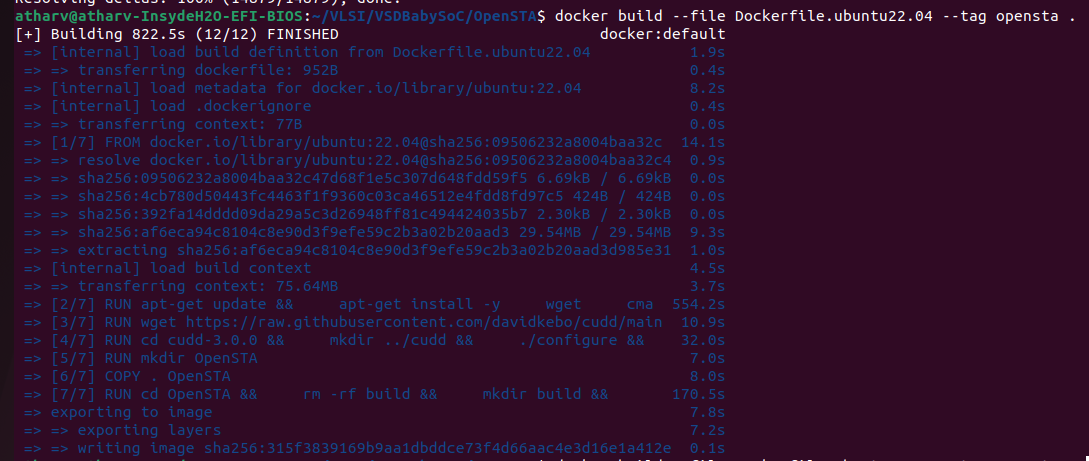 atharv@atharv-InsydeH2O-EFI-BIOS:~/VLSI/VSDBabySoC/OpenSTA$ docker build --file Dockerfile.ubuntu22.04 --tag opensta .
[+] Building 822.5s (12/12) FINISHED docker:default
=> [internal] load build definition from Dockerfile.ubuntu22.04 1.9s
=> => transferring dockerfile: 952B 0.4s
=> [internal] load metadata for docker.io/library/ubuntu:22.04 8.2s
=> [internal] load .dockerignore 0.4s
=> => transferring context: 77B 0.0s
=> [1/7] FROM docker.io/library/ubuntu:22.04@sha256:09506232a8004baa32c 14.1s
=> => resolve docker.io/library/ubuntu:22.04@sha256:09506232a8004baa32c4 0.9s
=> => sha256:09506232a8004baa32c47d68f1e5c307d648fdd59f5 6.69kB / 6.69kB 0.0s
=> => sha256:4cb780d50443fc4463f1f9360c03ca46512e4fdd8fd97c5 424B / 424B 0.0s
=> => sha256:392fa14dddd09da29a5c3d26948ff81c494424035b7 2.30kB / 2.30kB 0.0s
=> => sha256:af6eca94c8104c8e90d3f9efe59c2b3a02b20aad3 29.54MB / 29.54MB 9.3s
=> => extracting sha256:af6eca94c8104c8e90d3f9efe59c2b3a02b20aad3d985e31 1.0s
=> [internal] load build context 4.5s
=> => transferring context: 75.64MB 3.7s
=> [2/7] RUN apt-get update && apt-get install -y wget cma 554.2s
=> [3/7] RUN wget https://raw.githubusercontent.com/davidkebo/cudd/main 10.9s
=> [4/7] RUN cd cudd-3.0.0 && mkdir ../cudd && ./configure && 32.0s
=> [5/7] RUN mkdir OpenSTA 7.0s
=> [6/7] COPY . OpenSTA 8.0s
=> [7/7] RUN cd OpenSTA && rm -rf build && mkdir build && 170.5s
=> exporting to image 7.8s
=> => exporting layers 7.2s
=> => writing image sha256:315f3839169b9aa1dbddce73f4d66aac4e3d16e1a412e 0.1s